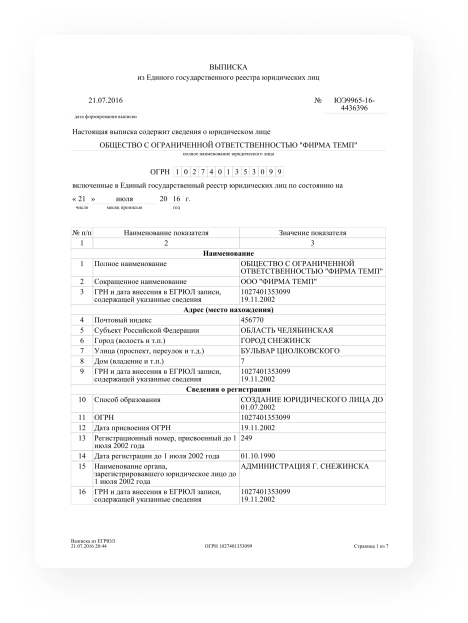 ВЫПИСКА
из Единого государственного реестра юридических лиц
21.07.2016 № ЮЭ9965-16-
4436396
дата формирования выписки
Настоящая выписка содержит сведения о юридическом лице
ОБЩЕСТВО С ОГРАНИЧЕННОЙ ОТВЕТСТВЕННОСТЬЮ "ФИРМА ТЕМП"
полное наименование юридического лица
ОГРН 1 0 2 7 4 0 1 3 5 3 0 9 9
включенные в Единый государственный реестр юридических лиц по состоянию на
« 21 » июля 20 16 г.
число месяц прописью год
№ п/п Наименование показателя Значение показателя
1 2 3
Наименование
1 Полное наименование ОБЩЕСТВО С ОГРАНИЧЕННОЙ
ОТВЕТСТВЕННОСТЬЮ "ФИРМА ТЕМП"
2 Сокращенное наименование ООО "ФИРМА ТЕМП"
3 ГРН и дата внесения в ЕГРЮЛ записи, 1027401353099
содержащей указанные сведения 19.11.2002
Адрес (место нахождения)
4 Почтовый индекс 456770
5 Субъект Российской Федерации ОБЛАСТЬ ЧЕЛЯБИНСКАЯ
6 Город (волость и т.п.) ГОРОД СНЕЖИНСК
7 Улица (проспект, переулок и т.д.) БУЛЬВАР ЦИОЛКОВСКОГО
8 Дом (владение и т.п.) 7
9 ГРН и дата внесения в ЕГРЮЛ записи, 1027401353099
содержащей указанные сведения 19.11.2002
Сведения о регистрации
10 Способ образования СОЗДАНИЕ ЮРИДИЧЕСКОГО ЛИЦА ДО
01.07.2002
11 ОГРН 1027401353099
12 Дата присвоения ОГРН 19.11.2002
13 Регистрационный номер, присвоенный до 1 249
июля 2002 года
14 Дата регистрации до 1 июля 2002 года 01.10.1990
15 Наименование органа, АДМИНИСТРАЦИЯ Г. СНЕЖИНСКА
зарегистрировавшего юридическое лицо до
1 июля 2002 года
16 ГРН и дата внесения в ЕГРЮЛ записи, 1027401353099
содержащей указанные сведения 19.11.2002
Выписка из ЕГРЮЛ
21.07.2016 20:44 ОГРН 1027401353099 Страница 1 из 7